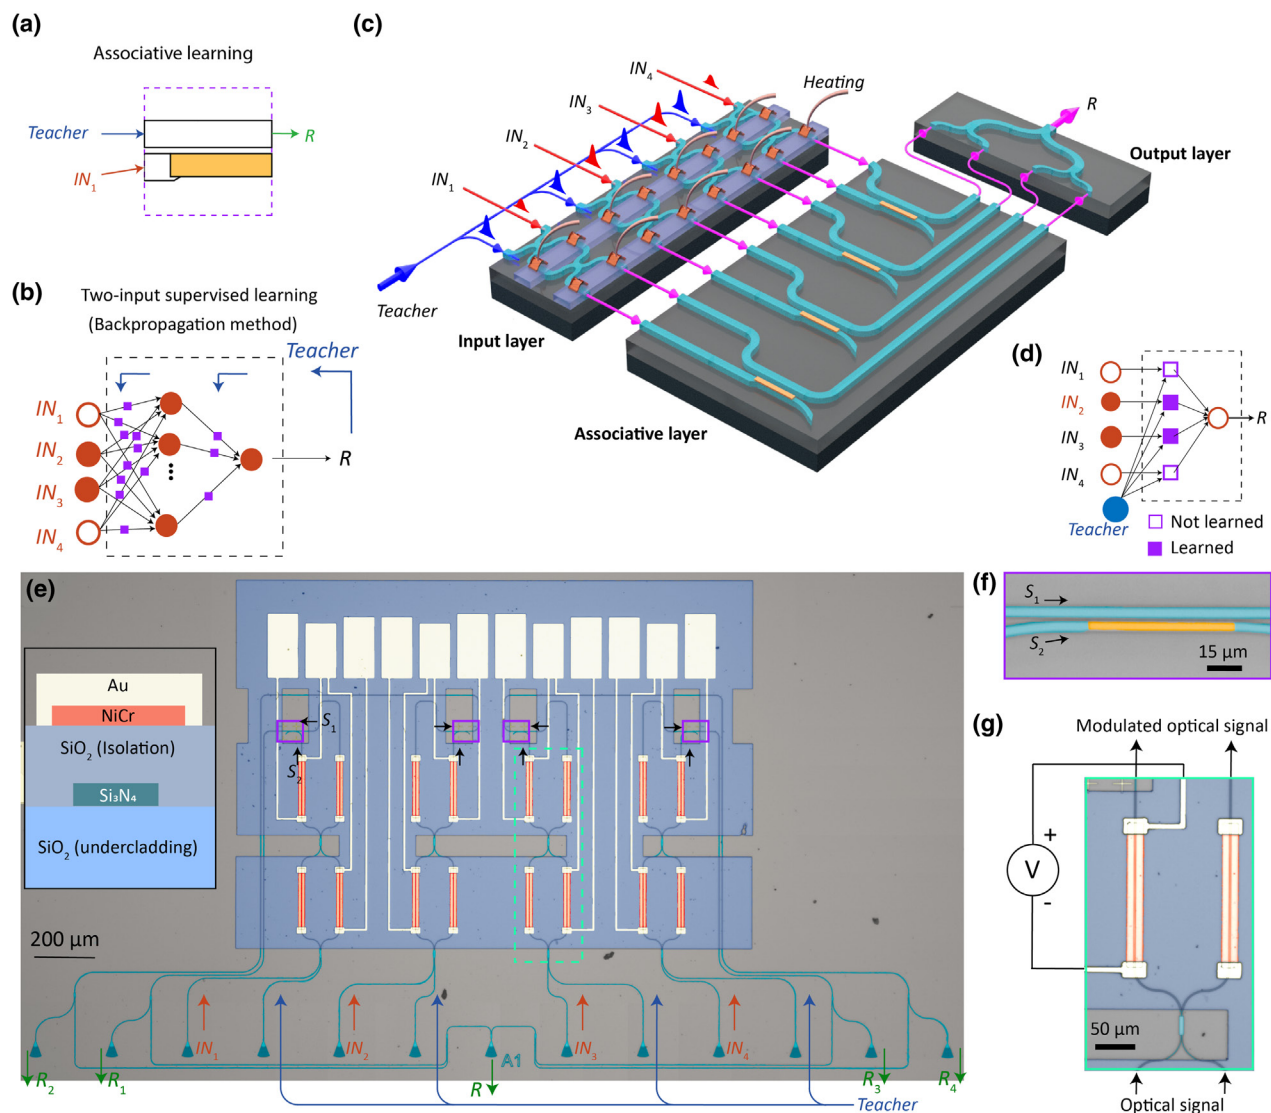 (a)
Associative learning
Teacher
R
IN1
(b)
Two-input supervised learning
(Backpropagation method)
Teacher
IN1
IN2
IN3
IN4
R
(c)
IN4
IN3
IN2
IN1
Heating
R
Teacher
Input layer
Associative layer
Output layer
(d)
IN1
IN2
IN3
IN4
R
Teacher
Not learned
Learned
(e)
Au
NiCr
SiO2 (Isolation)
Si3N4
SiO2 (undercladding)
S1
S2
200 μm
IN1
IN2
A1
IN3
IN4
R2
R1
R
R3
R4
Teacher
(f)
S1
S2
15 μm
(g)
Modulated optical signal
+
V
-
50 μm
Optical signal